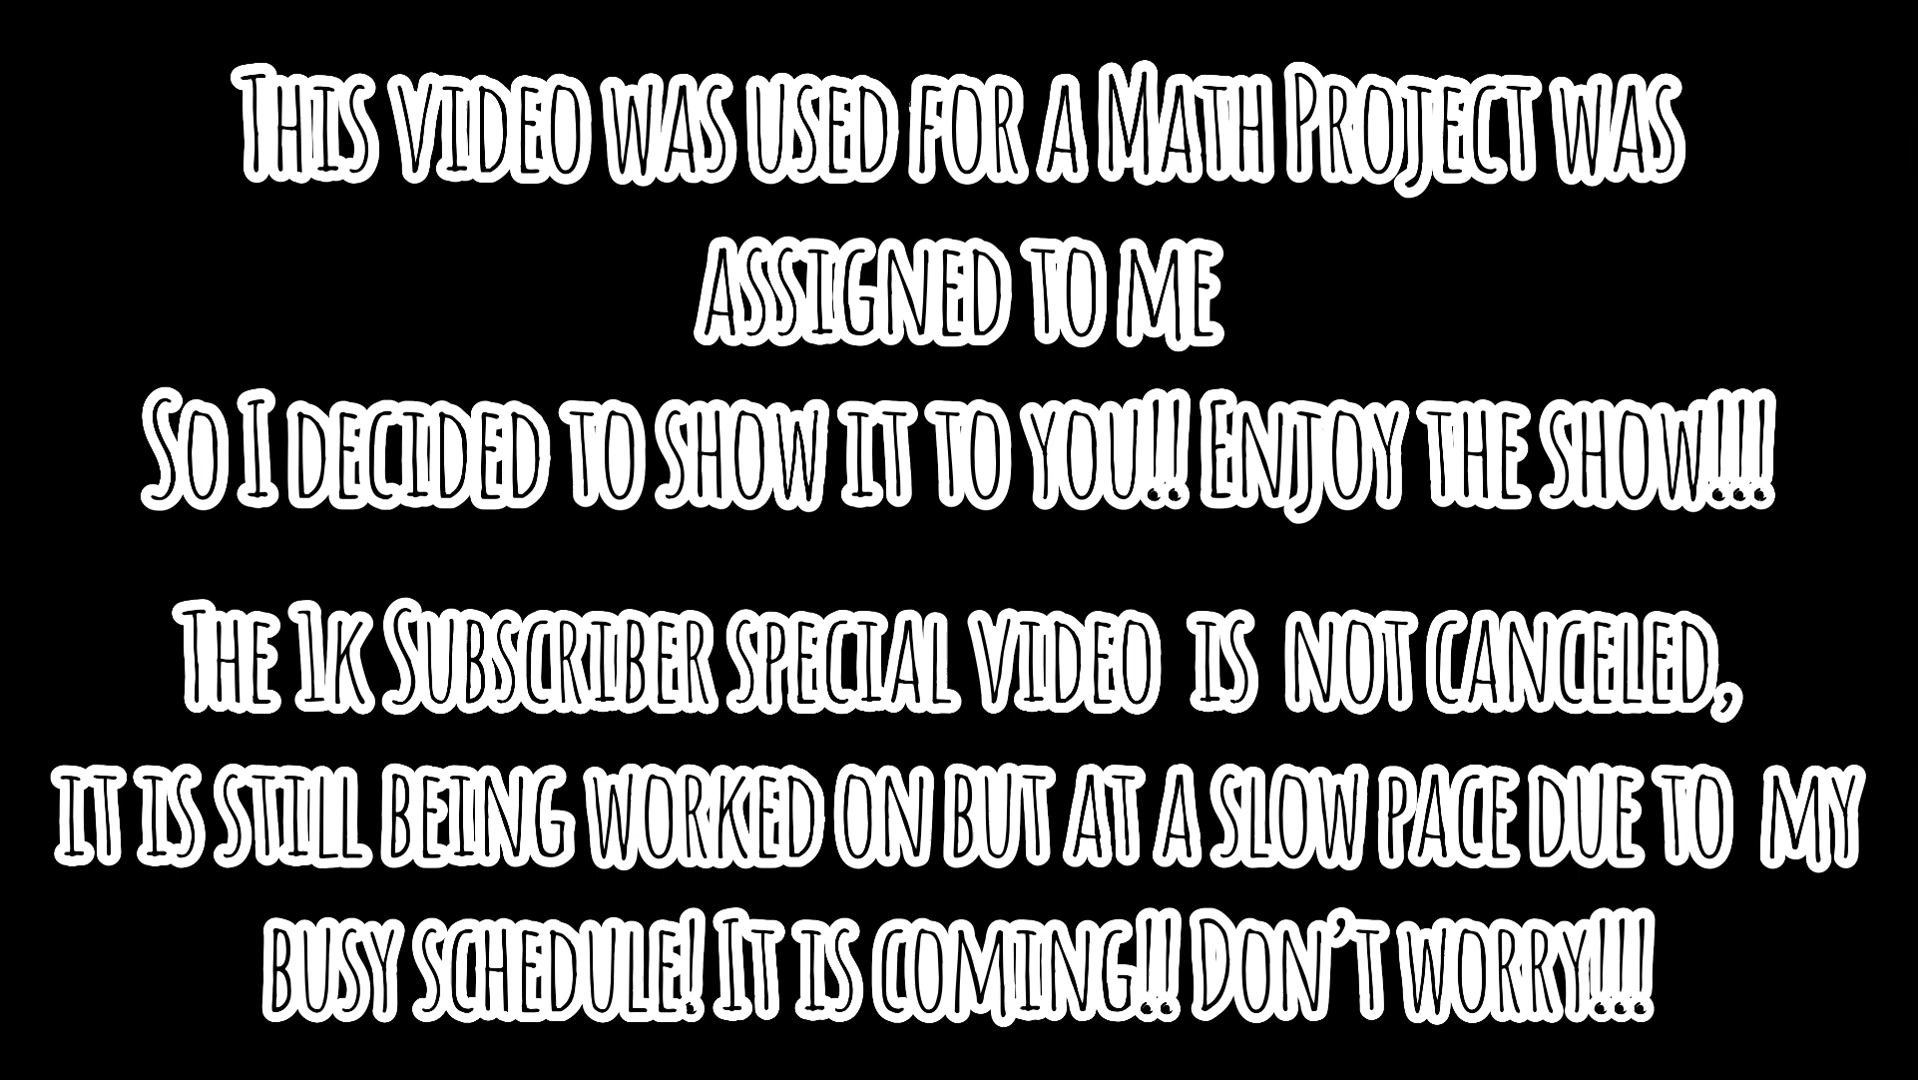 This video was used for a Math Project was
assigned to me
So I decided to show it to you!! Enjoy the show!!!
The 1k Subscriber special video is not canceled,
it is still being worked on but at a slow pace due to my
busy schedule! It is coming!! Don't worry!!!